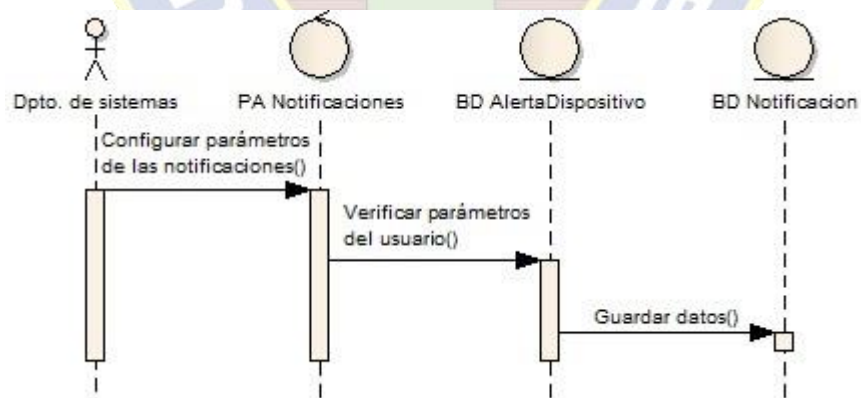 Dpto. de sistemas
PA Notificaciones
BD AlertaDispositivo
BD Notificacion
Configurar parámetros
de las notificaciones()
Verificar parámetros
del usuario()
Guardar datos()